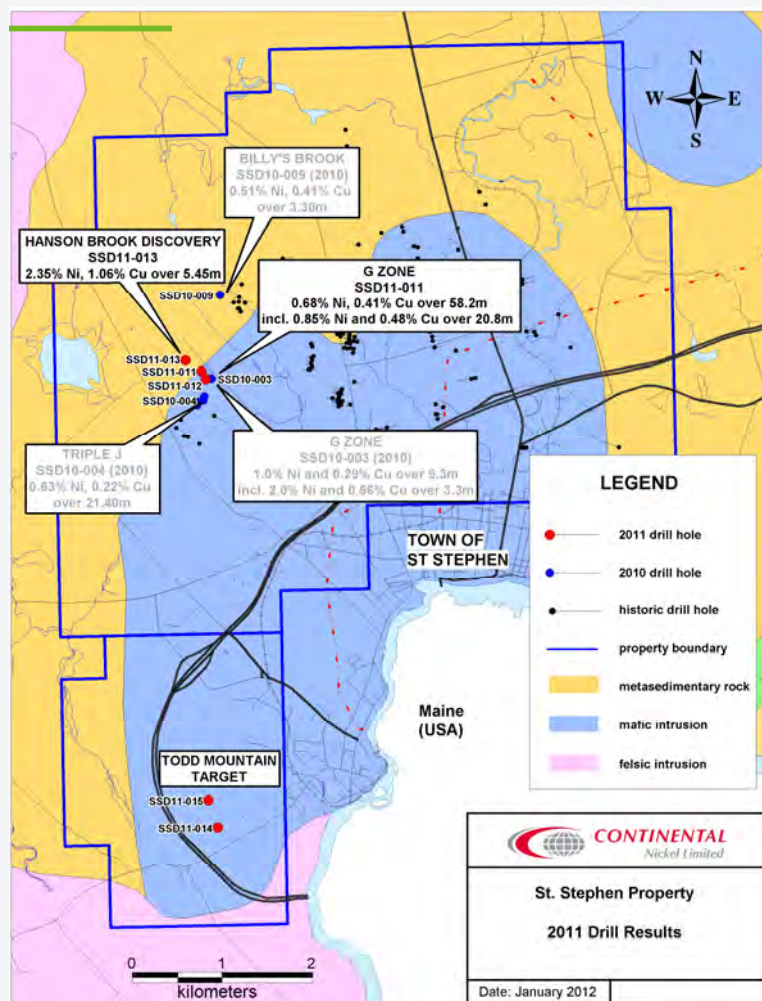 N
W E
S
BILLY'S BROOK
SSD10-009 (2010)
0.51% Ni, 0.41% Cu
over 3.30m
HANSON BROOK DISCOVERY
SSD11-013
2.35% Ni, 1.06% Cu over 5.45m
G ZONE
SSD11-011
0.68% Ni, 0.41% Cu over 58.2m
incl. 0.85% Ni and 0.48% Cu over 20.8m
SSD10-009
SSD11-013
SSD11-011
SSD10-003
SSD11-012
SSD10-004
TRIPLE J
SSD10-004 (2010)
0.63% Ni, 0.22% Cu
over 21.40m
G ZONE
SSD10-003 (2010)
1.0% Ni and 0.29% Cu over 9.3m
incl. 2.0% Ni and 0.66% Cu over 3.3m
TOWN OF
ST STEPHEN
LEGEND
2011 drill hole
2010 drill hole
historic drill hole
property boundary
metasedimentary rock
mafic intrusion
felsic intrusion
Maine
(USA)
TODD MOUNTAIN
TARGET
SSD11-015
SSD11-014
CONTINENTAL
Nickel Limited
St. Stephen Property
2011 Drill Results
0 1 2
kilometers
Date: January 2012